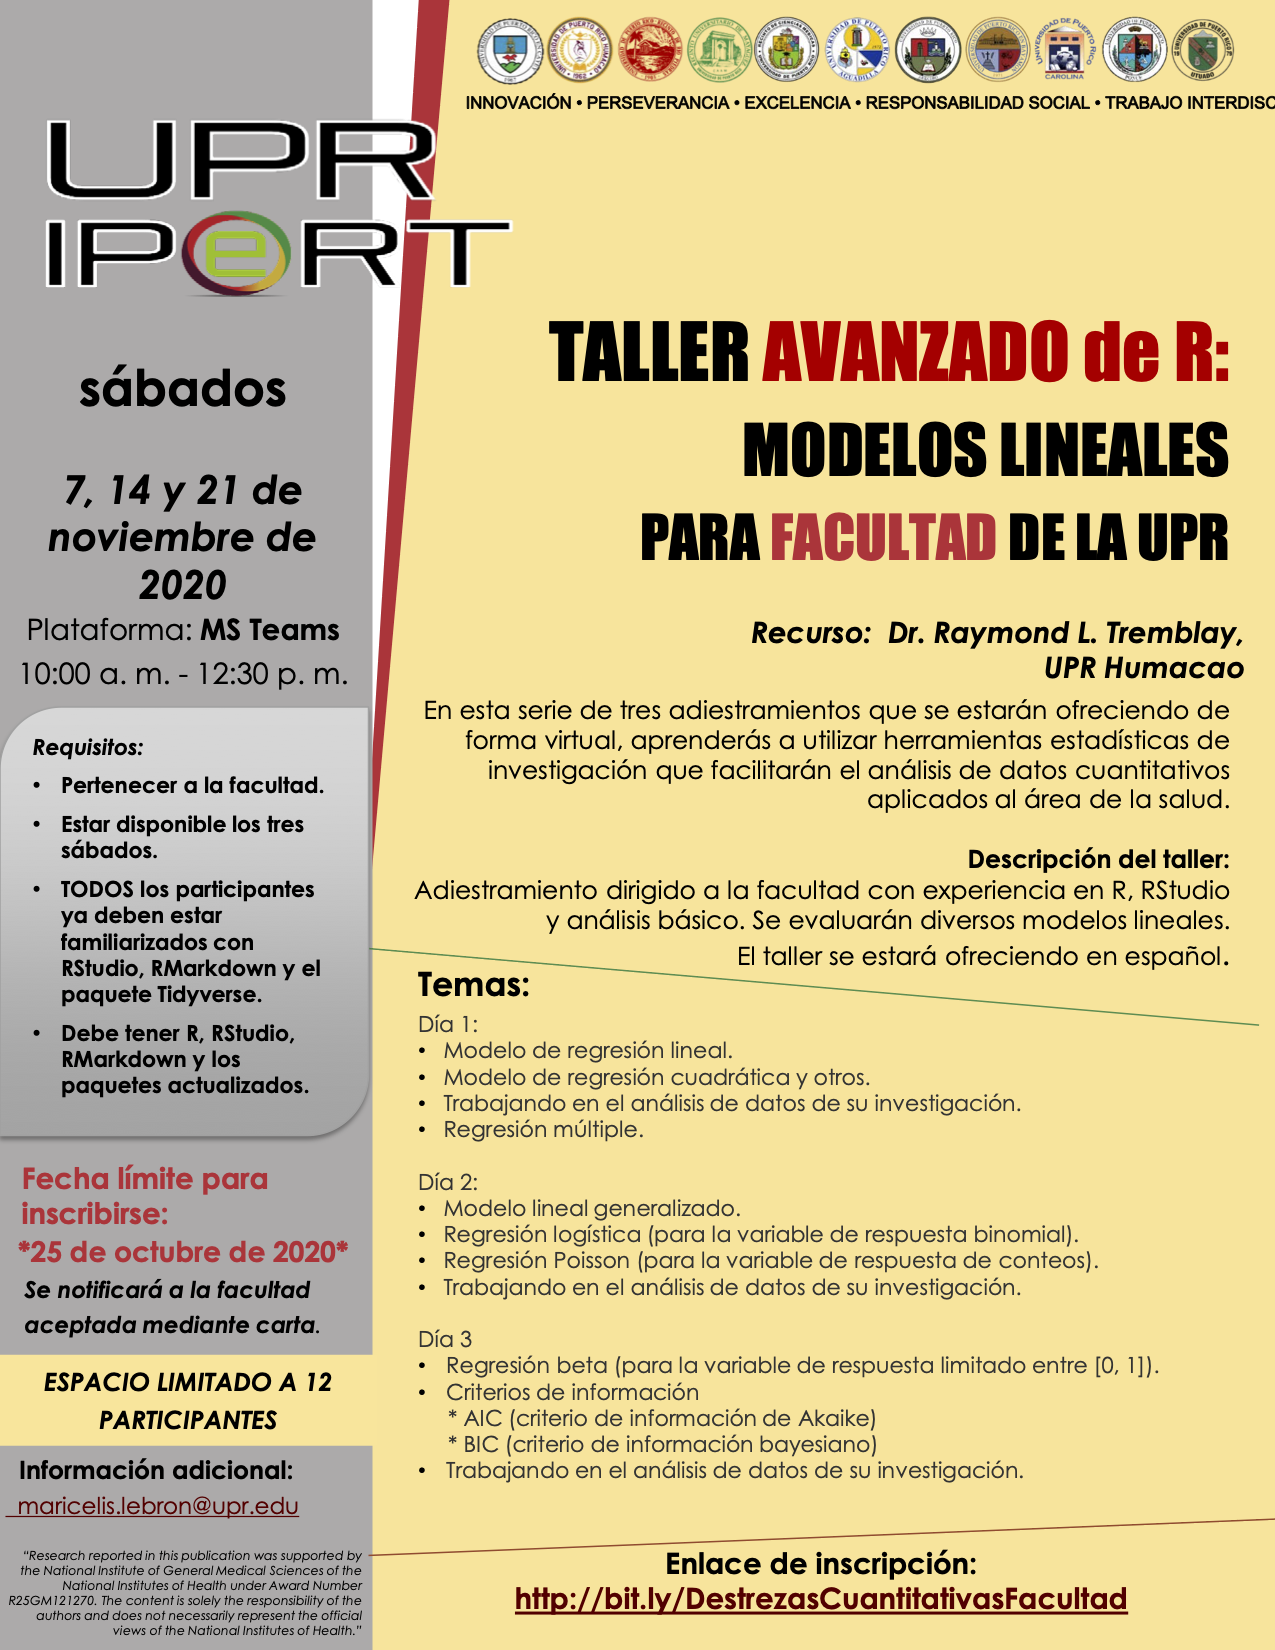 INNOVACIÓN • PERSEVERANCIA • EXCELENCIA • RESPONSABILIDAD SOCIAL • TRABAJO
UPR
IPeRT
sábados
7, 14 y 21 de
noviembre de
2020
Plataforma: MS Teams
10:00 a. m. - 12:30 p. m.
Requisitos:
• Pertenecer a la facultad.
• Estar disponible los tres
sábados.
• TODOS los participantes
ya deben estar
familiarizados con
RStudio, RMarkdown y el
paquete Tidyverse.
• Debe tener R, RStudio,
RMarkdown y los
paquetes actualizados.
Fecha límite para
inscribirse:
*25 de octubre de 2020*
Se notificará a la facultad
aceptada mediante carta.
ESPACIO LIMITADO A 12
PARTICIPANTES
Información adicional:
maricelis.lebron@upr.edu
“Research reported in this publication was supported by
the National Institute of General Medical Sciences of the
National Institutes of Health under Award Number
R25GM121270. The content is solely the responsibility of the
authors and does not necessarily represent the official
views of the National Institutes of Health.”
TALLER AVANZADO de R:
MODELOS LINEALES
PARA FACULTAD DE LA UPR
Recurso: Dr. Raymond L. Tremblay,
UPR Humacao
En esta serie de tres adiestramientos que se estarán ofreciendo de
forma virtual, aprenderás a utilizar herramientas estadísticas de
investigación que facilitarán el análisis de datos cuantitativos
aplicados al área de la salud.
Descripción del taller:
Adiestramiento dirigido a la facultad con experiencia en R, RStudio
y análisis básico. Se evaluarán diversos modelos lineales.
El taller se estará ofreciendo en español.
Temas:
Día 1:
• Modelo de regresión lineal.
• Modelo de regresión cuadrática y otros.
• Trabajando en el análisis de datos de su investigación.
• Regresión múltiple.
Día 2:
• Modelo lineal generalizado.
• Regresión logística (para la variable de respuesta binomial).
• Regresión Poisson (para la variable de respuesta de conteos).
• Trabajando en el análisis de datos de su investigación.
Día 3
• Regresión beta (para la variable de respuesta limitado entre [0, 1]).
• Criterios de información
* AIC (criterio de información de Akaike)
* BIC (criterio de información bayesiano)
• Trabajando en el análisis de datos de su investigación.
Enlace de inscripción:
http://bit.ly/DestrezasCuantitativasFacultad